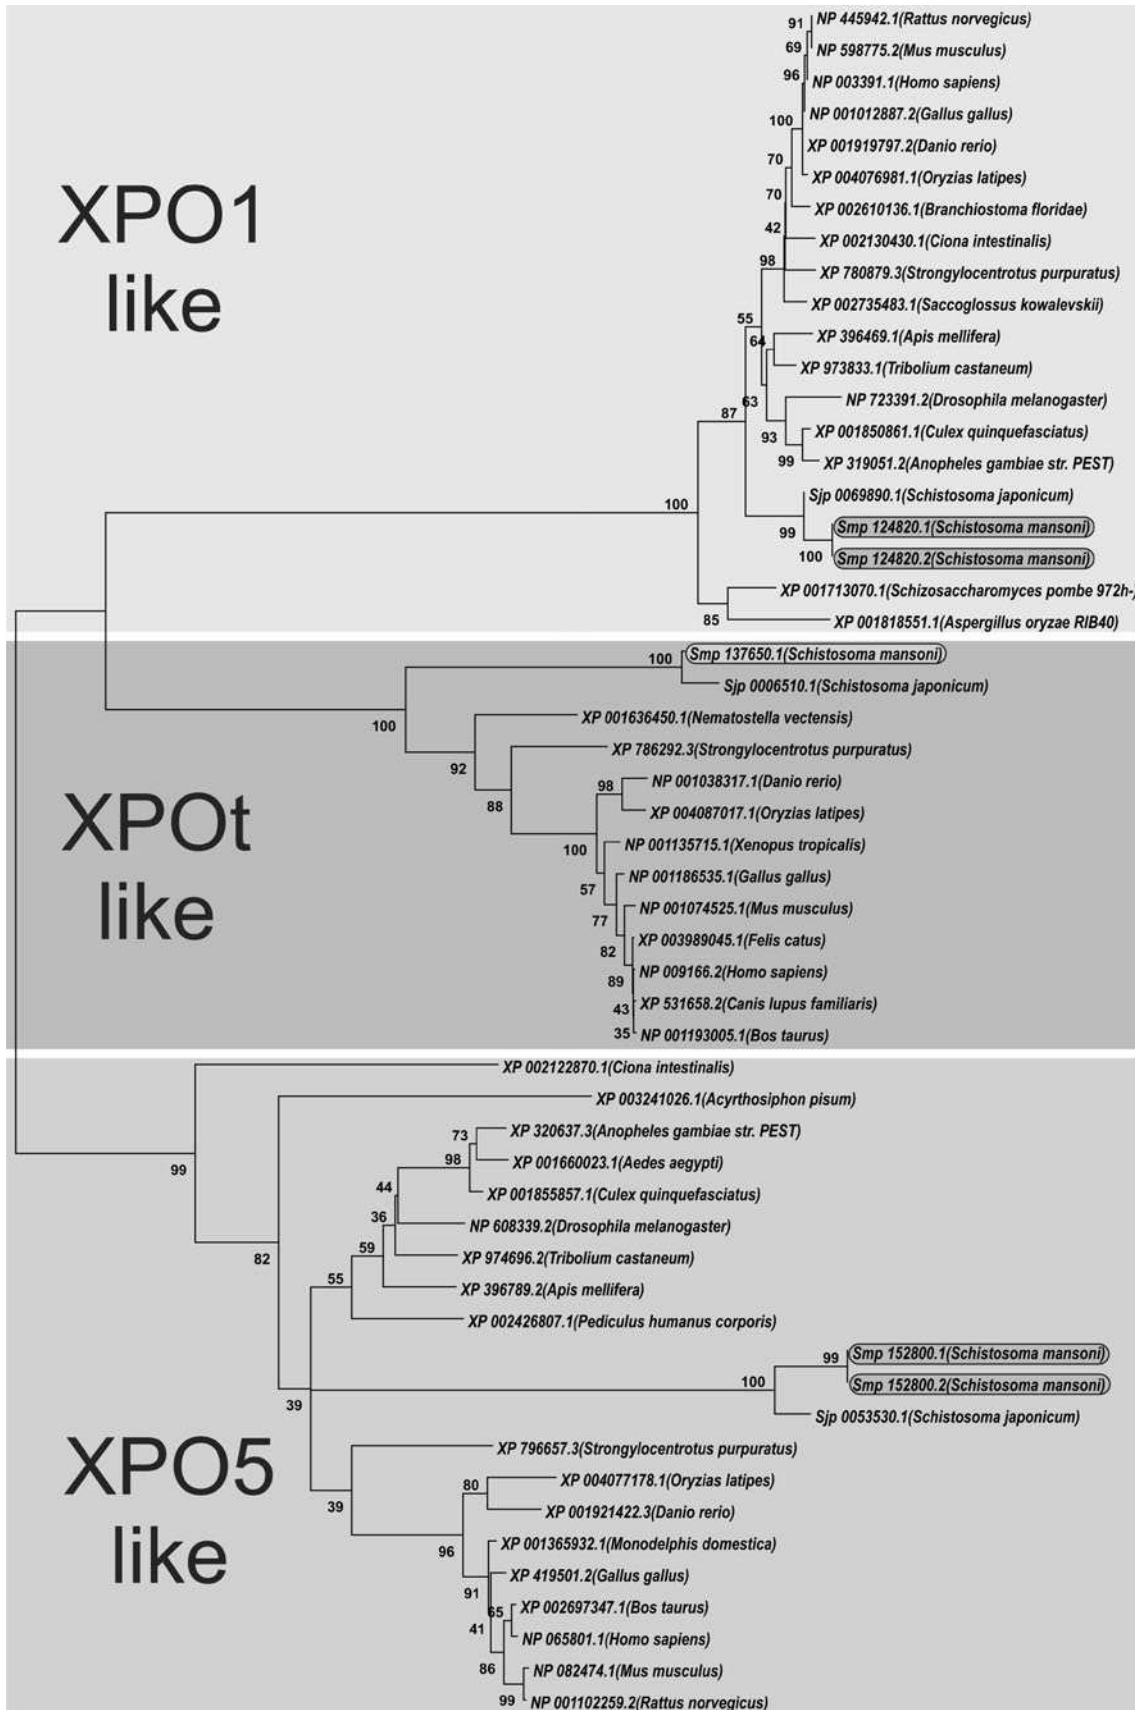 XPO1
like
91
NP 445942.1(Rattus norvegicus)
69
NP 598775.2(Mus musculus)
96
NP 003391.1(Homo sapiens)
NP 001012887.2(Gallus gallus)
100
XP 001919797.2(Danio rerio)
70
XP 004076981.1(Oryzias latipes)
70
XP 002610136.1(Branchiostoma floridae)
42
XP 002130430.1(Ciona intestinalis)
98
XP 780879.3(Strongylocentrotus purpuratus)
XP 002735483.1(Saccoglossus kowalevskii)
55
64
XP 396469.1(Apis mellifera)
XP 973833.1(Tribolium castaneum)
63
NP 723391.2(Drosophila melanogaster)
87
93
XP 001850861.1(Culex quinquefasciatus)
99
XP 319051.2(Anopheles gambiae str. PEST)
Sjp 0069890.1(Schistosoma japonicum)
100
99
Smp 124820.1(Schistosoma mansoni)
100
Smp 124820.2(Schistosoma mansoni)
XP 001713070.1(Schizosaccharomyces pombe 972h-)
85
XP 001818551.1(Aspergillus oryzae RIB40)
XPOt
like
100
Smp 137650.1(Schistosoma mansoni)
Sjp 0006510.1(Schistosoma japonicum)
100
XP 001636450.1(Nematostella vectensis)
92
XP 786292.3(Strongylocentrotus purpuratus)
88
98
NP 001038317.1(Danio rerio)
XP 004087017.1(Oryzias latipes)
100
NP 001135715.1(Xenopus tropicalis)
57
NP 001186535.1(Gallus gallus)
77
NP 001074525.1(Mus musculus)
82
XP 003989045.1(Felis catus)
89
NP 009166.2(Homo sapiens)
43
XP 531658.2(Canis lupus familiaris)
35
NP 001193005.1(Bos taurus)
XPO5
like
XP 002122870.1(Ciona intestinalis)
99
XP 003241026.1(Acyrthosiphon pisum)
82
73
XP 320637.3(Anopheles gambiae str. PEST)
98
XP 001660023.1(Aedes aegypti)
44
XP 001855857.1(Culex quinquefasciatus)
36
NP 608339.2(Drosophila melanogaster)
59
XP 974696.2(Tribolium castaneum)
55
XP 396789.2(Apis mellifera)
XP 002426807.1(Pediculus humanus corporis)
39
100
99
Smp 152800.1(Schistosoma mansoni)
Smp 152800.2(Schistosoma mansoni)
Sjp 0053530.1(Schistosoma japonicum)
39
XP 796657.3(Strongylocentrotus purpuratus)
80
XP 004077178.1(Oryzias latipes)
XP 001921422.3(Danio rerio)
96
XP 001365932.1(Monodelphis domestica)
91
XP 419501.2(Gallus gallus)
65
XP 002697347.1(Bos taurus)
41
NP 065801.1(Homo sapiens)
86
NP 082474.1(Mus musculus)
99
NP 001102259.2(Rattus norvegicus)